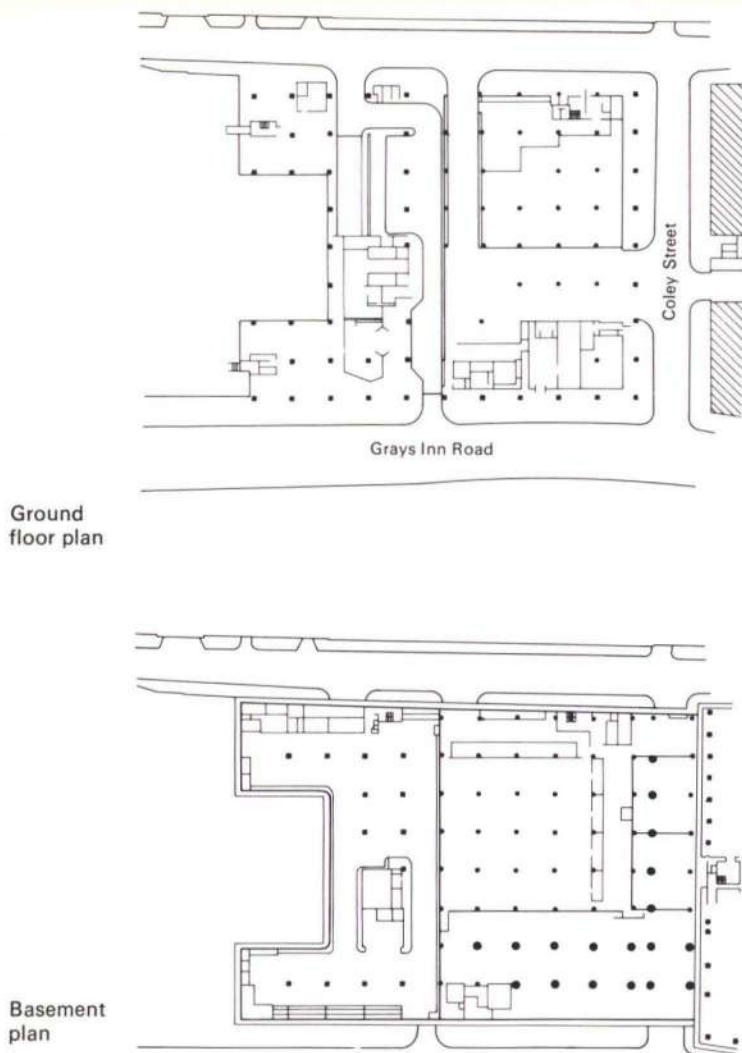 Coley Street
Grays Inn Road
Ground
floor plan
Basement
plan